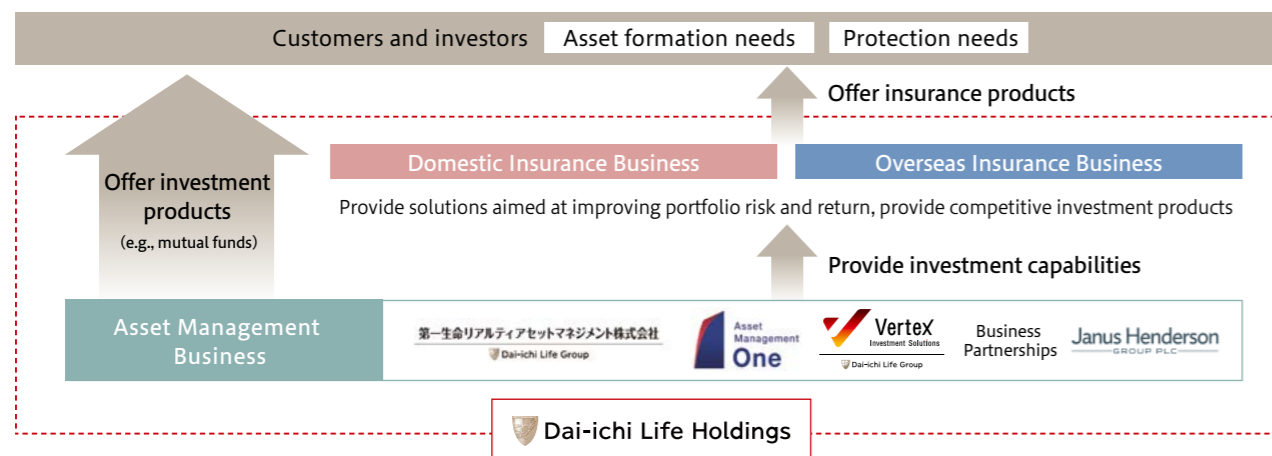 Customers and investors Asset formation needs Protection needs
Offer insurance products
Domestic Insurance Business Overseas Insurance Business
Offer investment
products
(e.g., mutual funds)
Provide solutions aimed at improving portfolio risk and return, provide competitive investment products
Provide investment capabilities
Asset Management
Business
第一生命リアルティアセットマネジメント株式会社
Dai-ichi Life Group
Asset
Management
One
Vertex
Investment Solutions
Dai-ichi Life Group
Business
Partnerships
Janus Henderson
GROUP PLC
Dai-ichi Life Holdings